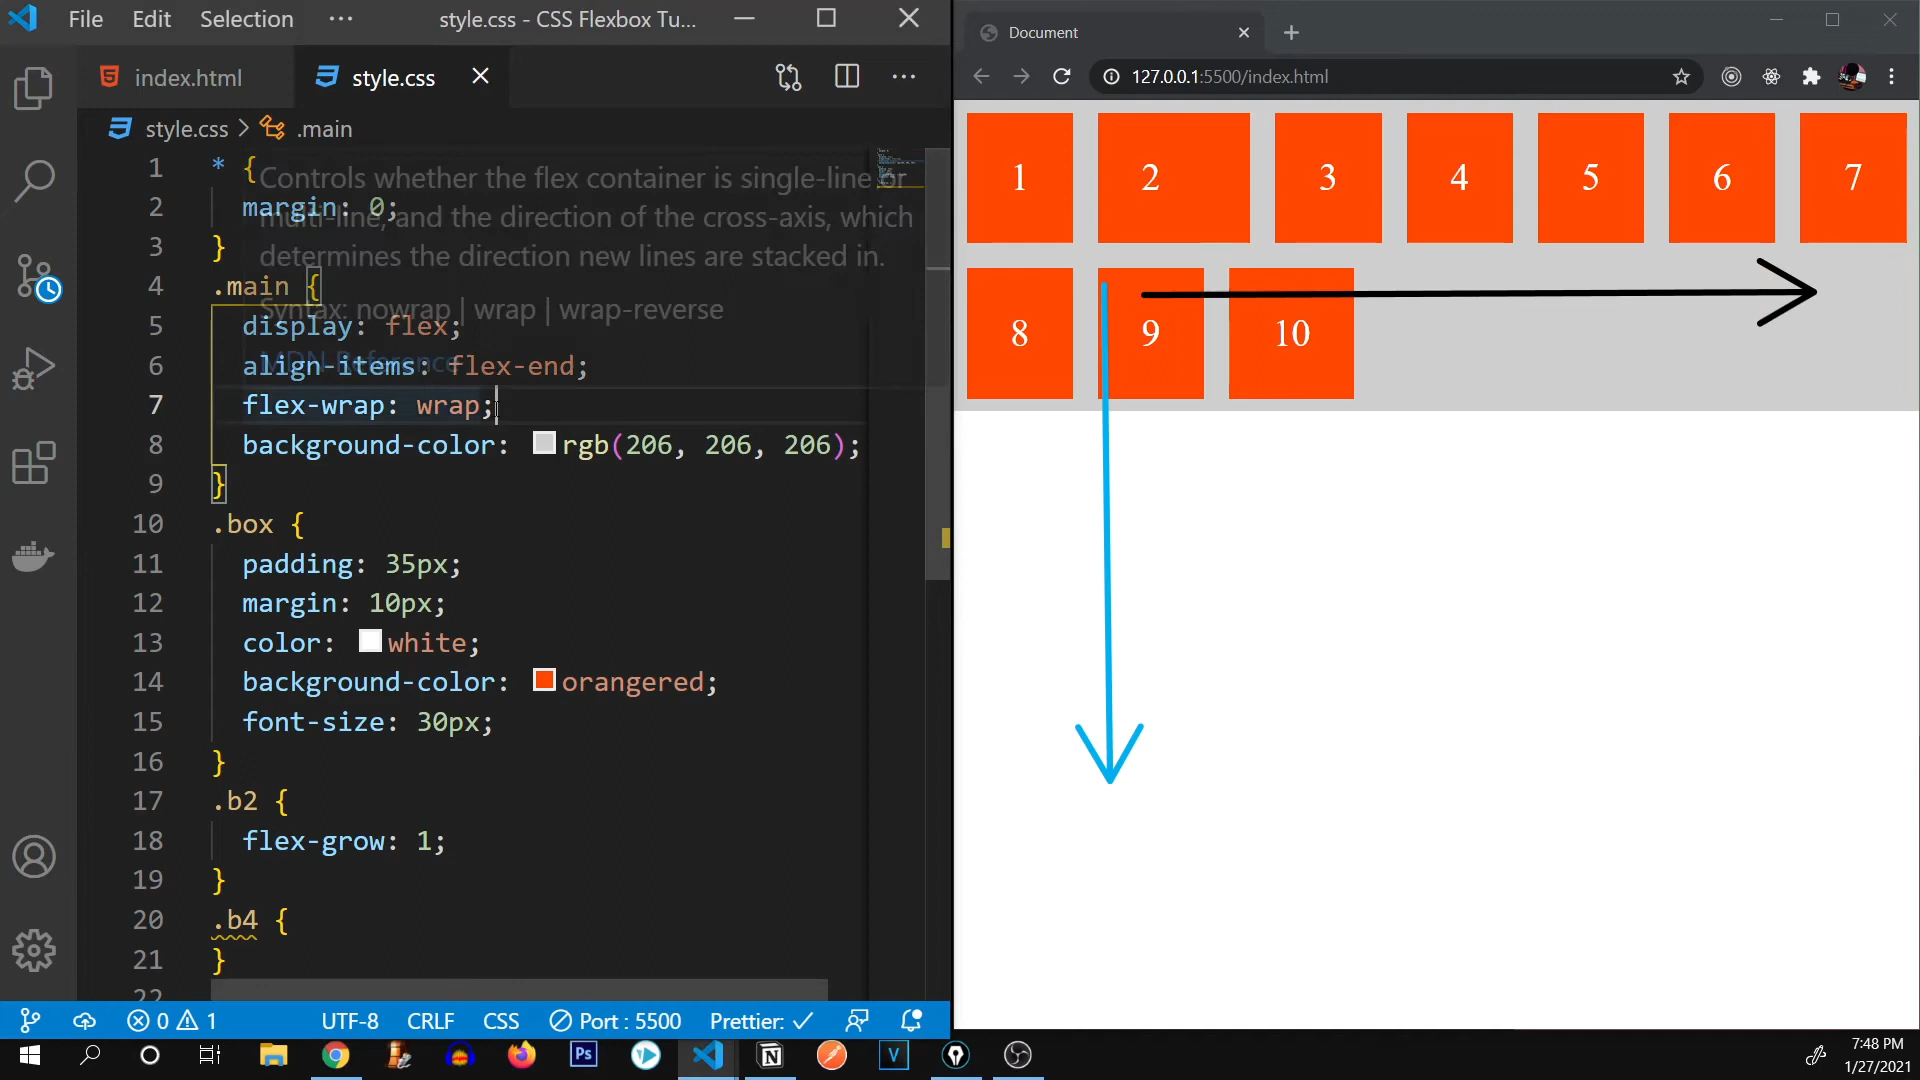 File Edit Selection ··· style.css - CSS Flexbox Tu...
index.html style.css
style.css > .main
1 * {
2 margin: 0;
3 }
4 .main {
5 display: flex;
6 align-items: flex-end;
7 flex-wrap: wrap;
8 background-color: rgb(206, 206, 206);
9 }
10 .box {
11 padding: 35px;
12 margin: 10px;
13 color: white;
14 background-color: orangered;
15 font-size: 30px;
16 }
17 .b2 {
18 flex-grow: 1;
19 }
20 .b4 {
21 }
22
Controls whether the flex container is single-line or
multi-line, and the direction of the cross-axis, which
determines the direction new lines are stacked in.
Syntax: nowrap | wrap | wrap-reverse
MDN Reference
0 1 UTF-8 CRLF CSS Port : 5500 Prettier: ✓
Document
127.0.0.1:5500/index.html
1 2 3 4 5 6 7
8 9 10
Ps N V
7:48 PM
1/27/2021